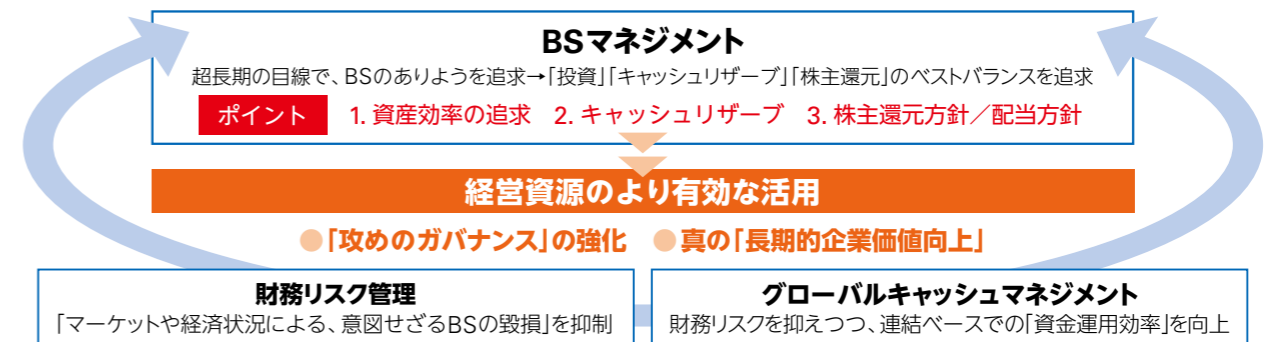 BSマネジメント
超長期の目線で、BSのありようを追求→「投資」「キャッシュリザーブ」「株主還元」のベストバランスを追求
ポイント 1. 資産効率の追求 2. キャッシュリザーブ 3. 株主還元方針／配当方針
経営資源のより有効な活用
●「攻めのガバナンス」の強化 ●真の「長期的企業価値向上」
財務リスク管理
「マーケットや経済状況による、意図せざるBSの毀損」を抑制
グローバルキャッシュマネジメント
財務リスクを抑えつつ、連結ベースでの「資金運用効率」を向上